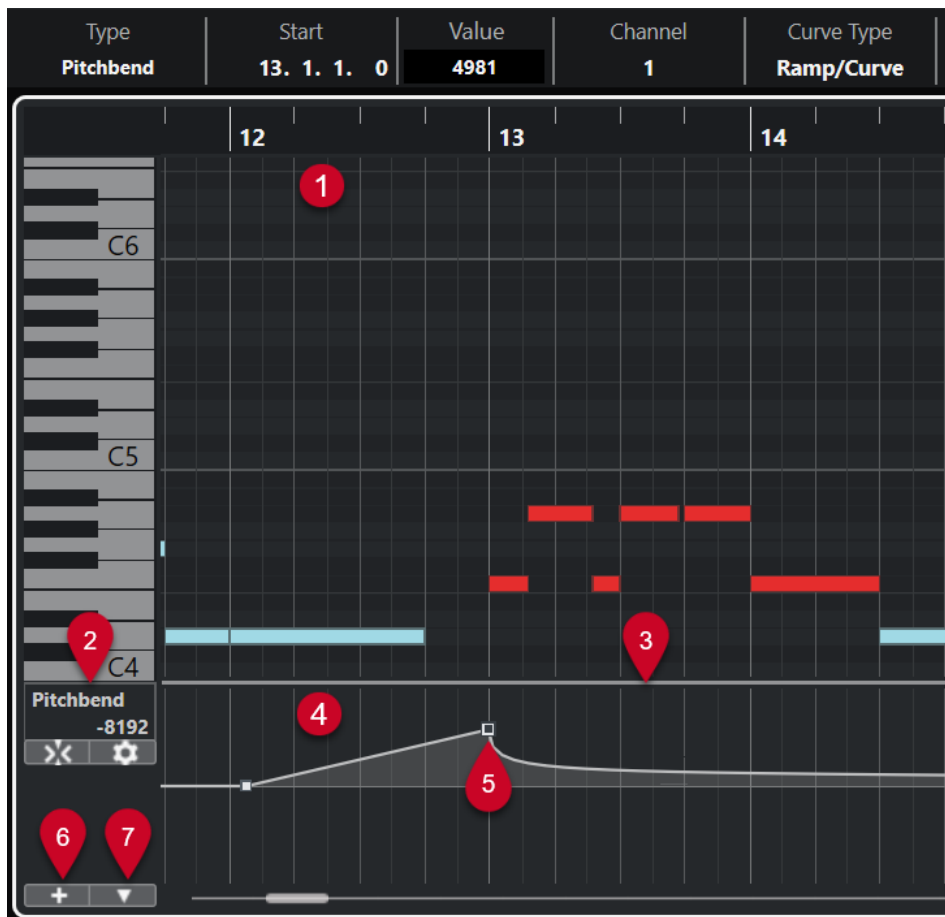 Type Start Value Channel Curve Type
Pitchbend 13. 1. 1. 0 4981 1 Ramp/Curve
12 13 14
1
C6
C5
2 3
C4
Pitchbend
-8192
4
5
6 7